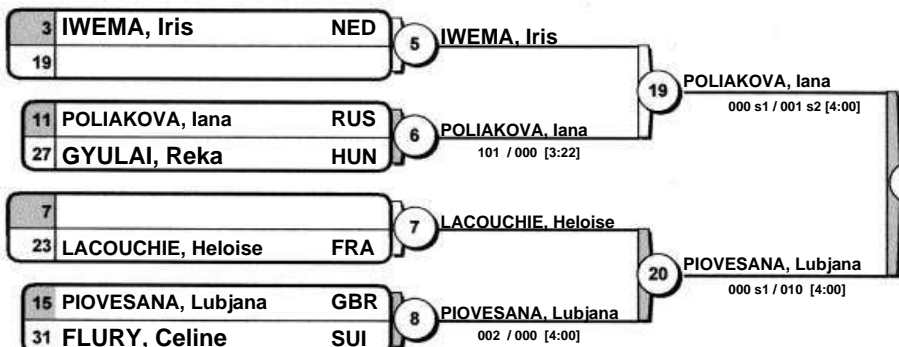 3 IWEMA, Iris NED
19
5 IWEMA, Iris
11 POLIAKOVA, Iana RUS
27 GYULAI, Reka HUN
6 POLIAKOVA, Iana
101 / 000 [3:22]
19 POLIAKOVA, Iana
000 s1 / 001 s2 [4:00]
7
23 LACOUCHIE, Heloise FRA
7 LACOUCHIE, Heloise
15 PIOVESANA, Lubjana GBR
31 FLURY, Celine SUI
8 PIOVESANA, Lubjana
002 / 000 [4:00]
20 PIOVESANA, Lubjana
000 s1 / 010 [4:00]